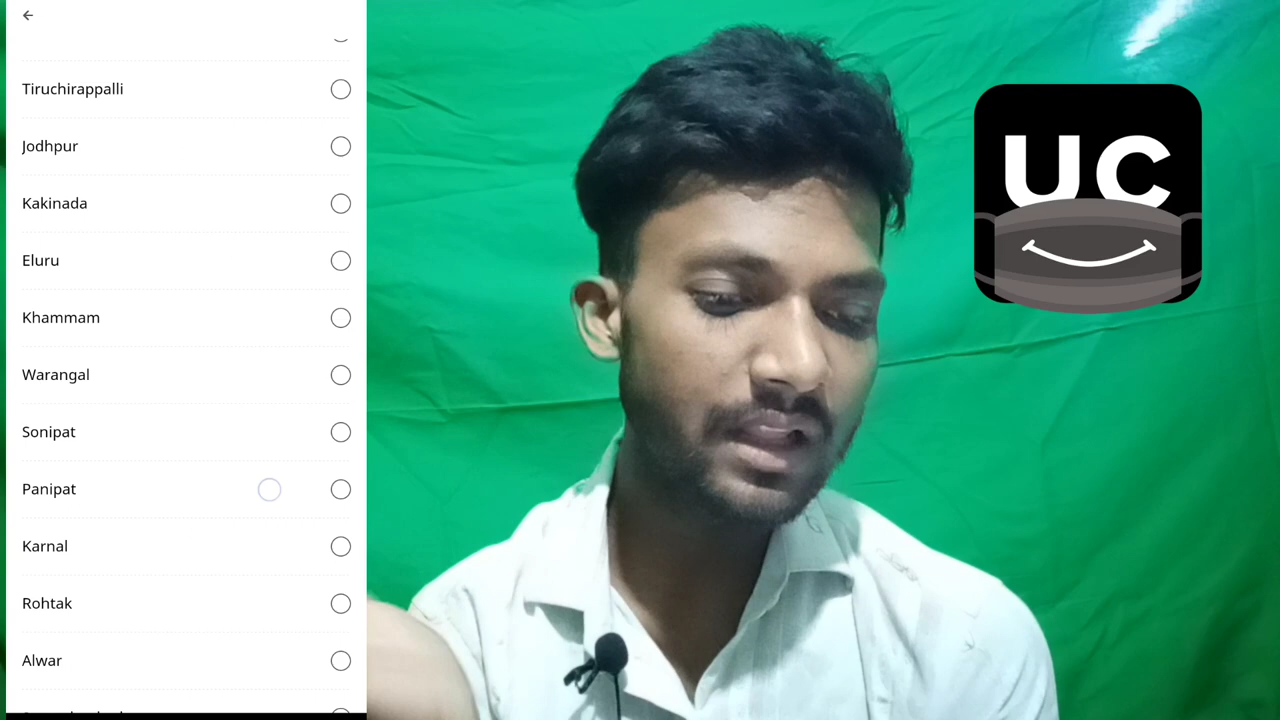 Tiruchirappalli
Jodhpur
Kakinada
Eluru
Khammam
Warangal
Sonipat
Panipat
Karnal
Rohtak
Alwar
UC